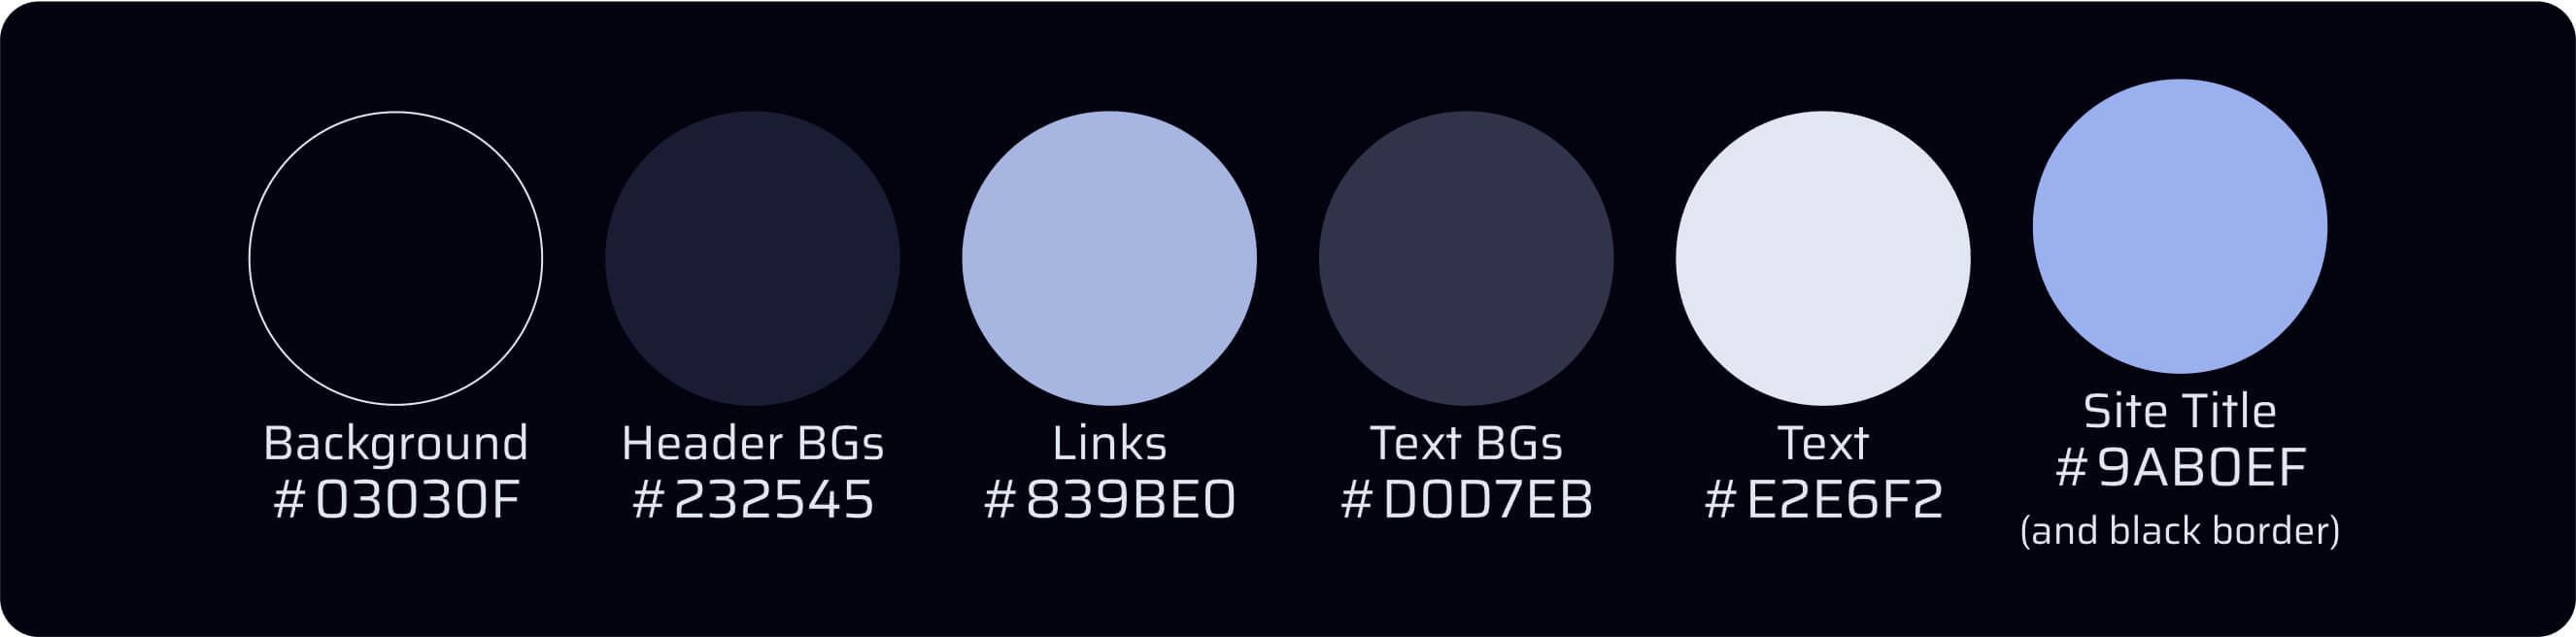 Background
#03030F
Header BGs
#232545
Links
#839BE0
Text BGs
#D0D7EB
Text
#E2E6F2
Site Title
#9AB0EF
(and black border)